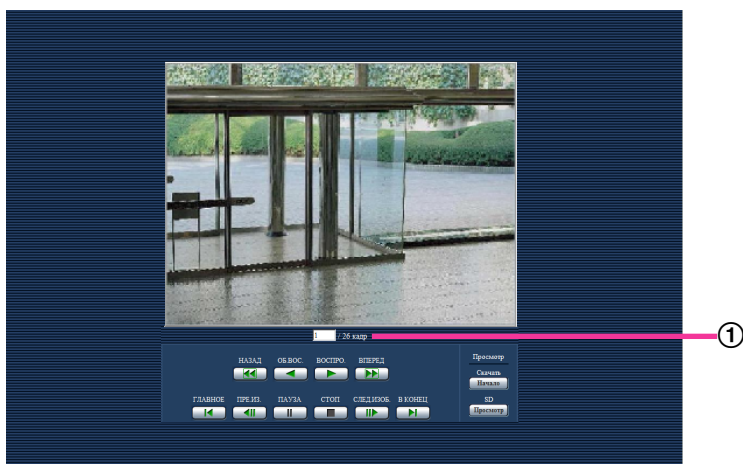 1 / 26 кадр
①
Просмотр
НАЗАД ОБ.ВОС. ВОСПРО. ВПЕРЕД
Скачать
Начало
ГЛАВНОЕ ПРЕ.ИЗ. ПАУЗА СТОП СЛЕД.ИЗОБ. В КОНЕЦ
SD
Просмотр